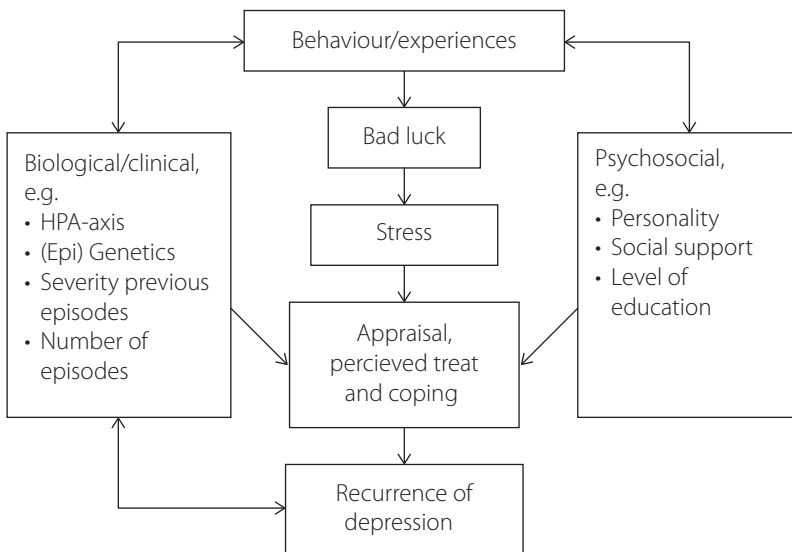 Behaviour/experiences
Bad luck
Biological/clinical,
e.g.
• HPA-axis
• (Epi) Genetics
• Severity previous
episodes
• Number of
episodes
Psychosocial,
e.g.
• Personality
• Social support
• Level of
education
Stress
Appraisal,
percieved treat
and coping
Recurrence of
depression